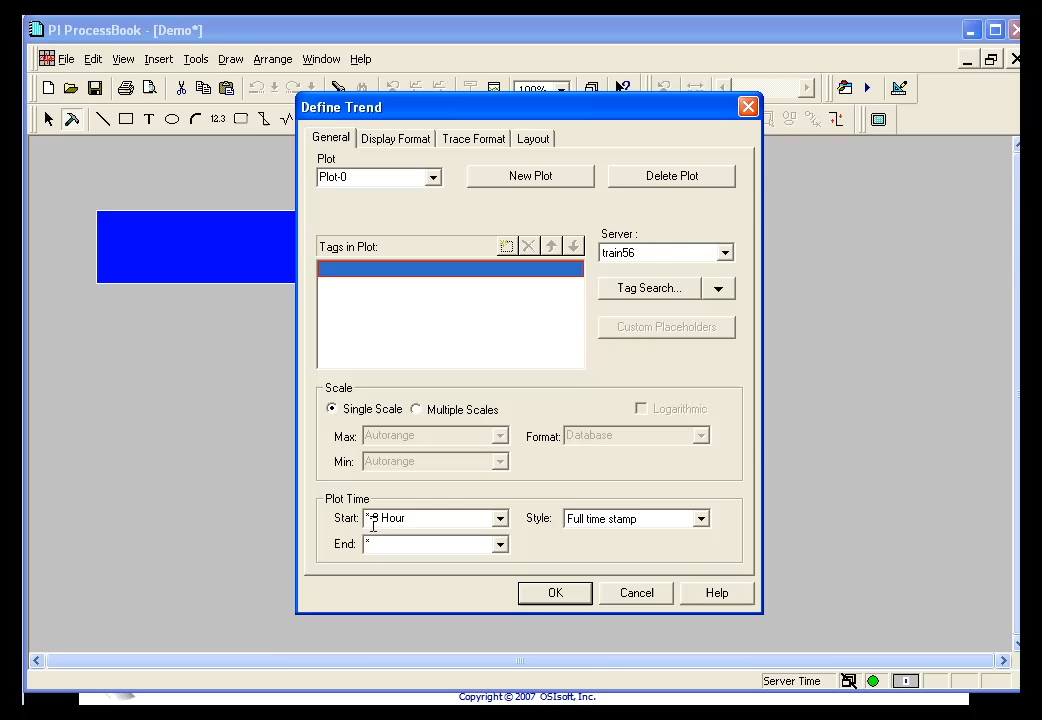 PI ProcessBook - [Demo*]
File Edit View Insert Tools Draw Arrange Window Help
100%
T 12.3
Define Trend
General Display Format Trace Format Layout
Plot
Plot-0 New Plot Delete Plot
Server :
Tags in Plot:
train56
Tag Search...
Custom Placeholders
Scale
Single Scale Multiple Scales Logarithmic
Max: Autorange Format: Database
Min: Autorange
Plot Time
Start: *-8 Hour Style: Full time stamp
End: *
OK Cancel Help
Server Time
Copyright © 2007 OSIsoft, Inc.